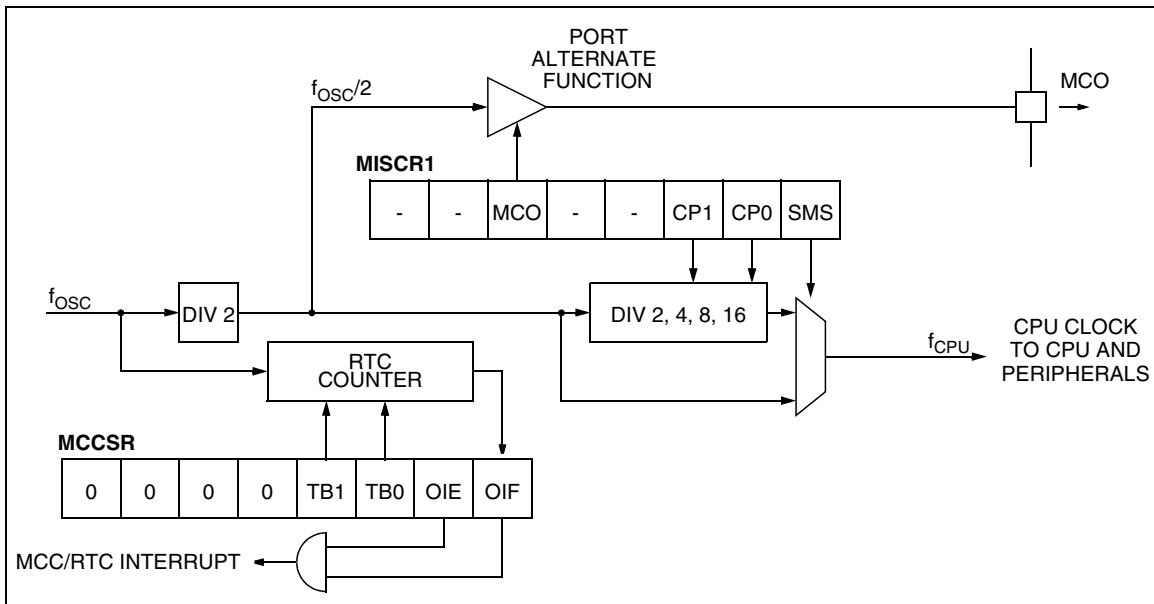 PORT
ALTERNATE
FUNCTION
fOSC/2
MCO
MISCR1
- - MCO - - CP1 CP0 SMS
fOSC
DIV 2
DIV 2, 4, 8, 16
fCPU
CPU CLOCK
TO CPU AND
PERIPHERALS
RTC
COUNTER
MCCSR
0 0 0 0 TB1 TB0 OIE OIF
MCC/RTC INTERRUPT